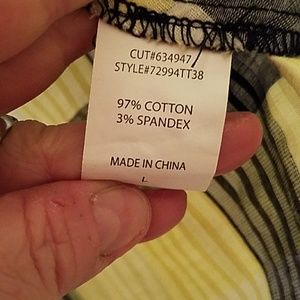 CUT#634947
STYLE#72994TT38
97% COTTON
3% SPANDEX
MADE IN CHINA
L